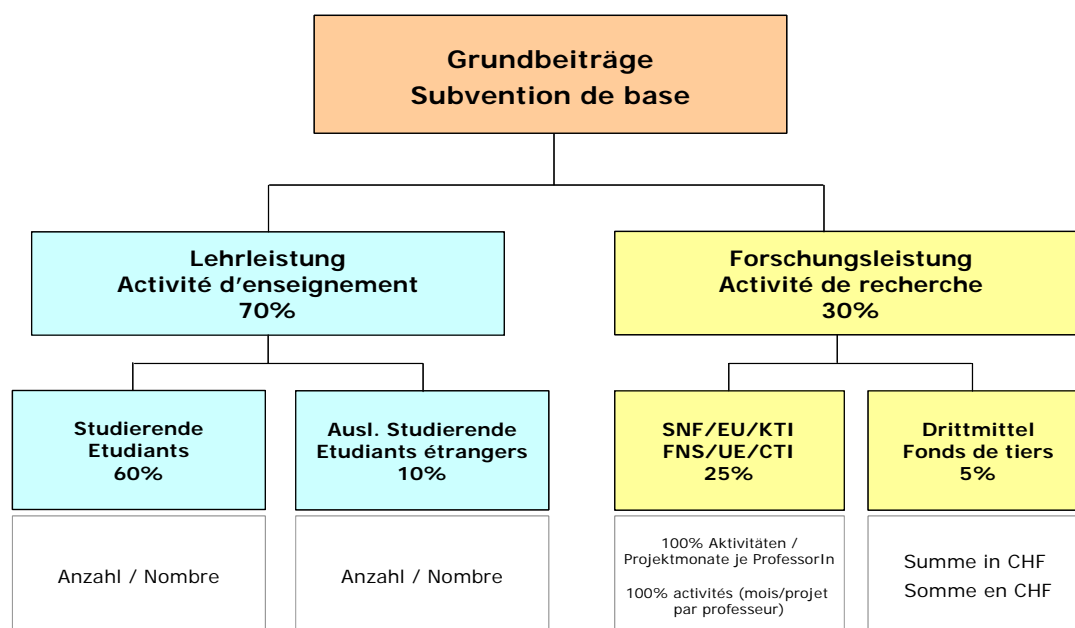 Grundbeiträge
Subvention de base
Lehrleistung
Activité d'enseignement
70%
Forschungsleistung
Activité de recherche
30%
Studierende
Etudiants
60%
Ausl. Studierende
Etudiants étrangers
10%
SNF/EU/KTI
FNS/UE/CTI
25%
Drittmittel
Fonds de tiers
5%
Anzahl / Nombre
Anzahl / Nombre
100% Aktivitäten /
Projektmonate je ProfessorIn
100% activités (mois/projet
par professeur)
Summe in CHF
Somme en CHF